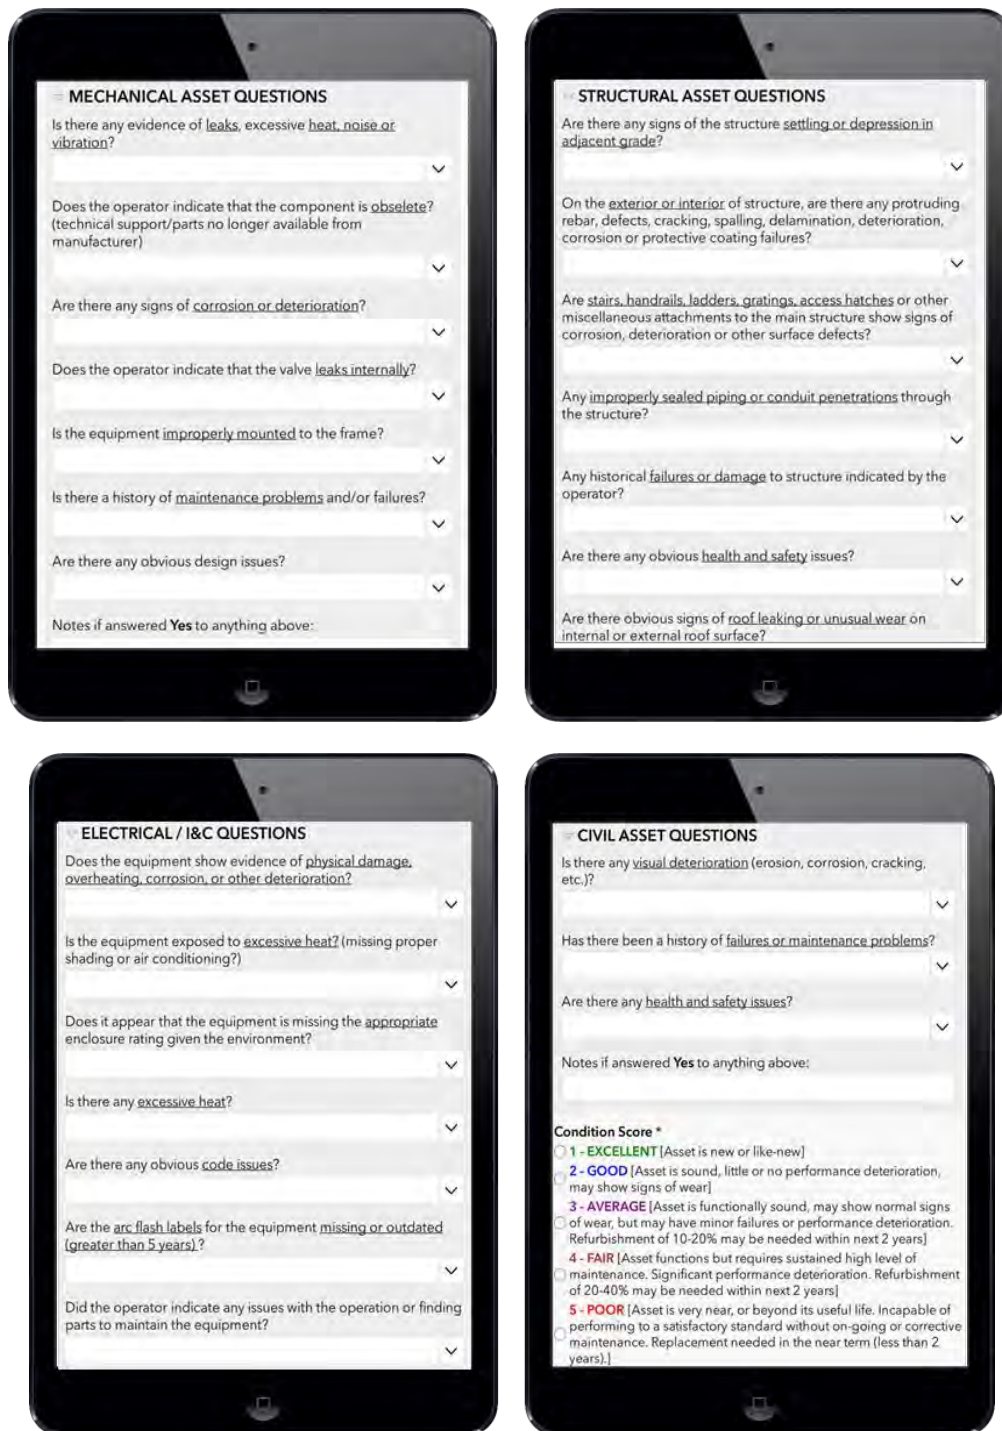 MECHANICAL ASSET QUESTIONS
Is there any evidence of leaks, excessive heat, noise or
vibration?
Does the operator indicate that the component is obselete?
(technical support/parts no longer available from
manufacturer)
Are there any signs of corrosion or deterioration?
Does the operator indicate that the valve leaks internally?
Is the equipment improperly mounted to the frame?
Is there a history of maintenance problems and/or failures?
Are there any obvious design issues?
Notes if answered Yes to anything above:
STRUCTURAL ASSET QUESTIONS
Are there any signs of the structure settling or depression in
adjacent grade?
On the exterior or interior of structure, are there any protruding
rebar, defects, cracking, spalling, delamination, deterioration,
corrosion or protective coating failures?
Are stairs, handrails, ladders, gratings, access hatches or other
miscellaneous attachments to the main structure show signs of
corrosion, deterioration or other surface defects?
Any improperly sealed piping or conduit penetrations through
the structure?
Any historical failures or damage to structure indicated by the
operator?
Are there any obvious health and safety issues?
Are there obvious signs of roof leaking or unusual wear on
internal or external roof surface?
ELECTRICAL / I&C QUESTIONS
Does the equipment show evidence of physical damage,
overheating, corrosion, or other deterioration?
Is the equipment exposed to excessive heat? (missing proper
shading or air conditioning?)
Does it appear that the equipment is missing the appropriate
enclosure rating given the environment?
Is there any excessive heat?
Are there any obvious code issues?
Are the arc flash labels for the equipment missing or outdated
(greater than 5 years) ?
Did the operator indicate any issues with the operation or finding
parts to maintain the equipment?
CIVIL ASSET QUESTIONS
Is there any visual deterioration (erosion, corrosion, cracking,
etc.)?
Has there been a history of failures or maintenance problems?
Are there any health and safety issues?
Notes if answered Yes to anything above:
Condition Score *
1 - EXCELLENT [Asset is new or like-new]
2 - GOOD [Asset is sound, little or no performance deterioration,
may show signs of wear]
3 - AVERAGE [Asset is functionally sound, may show normal signs
of wear, but may have minor failures or performance deterioration.
Refurbishment of 10-20% may be needed within next 2 years]
4 - FAIR [Asset functions but requires sustained high level of
maintenance. Significant performance deterioration. Refurbishment
of 20-40% may be needed within next 2 years]
5 - POOR [Asset is very near, or beyond its useful life. Incapable of
performing to a satisfactory standard without on-going or corrective
maintenance. Replacement needed in the near term (less than 2
years).]